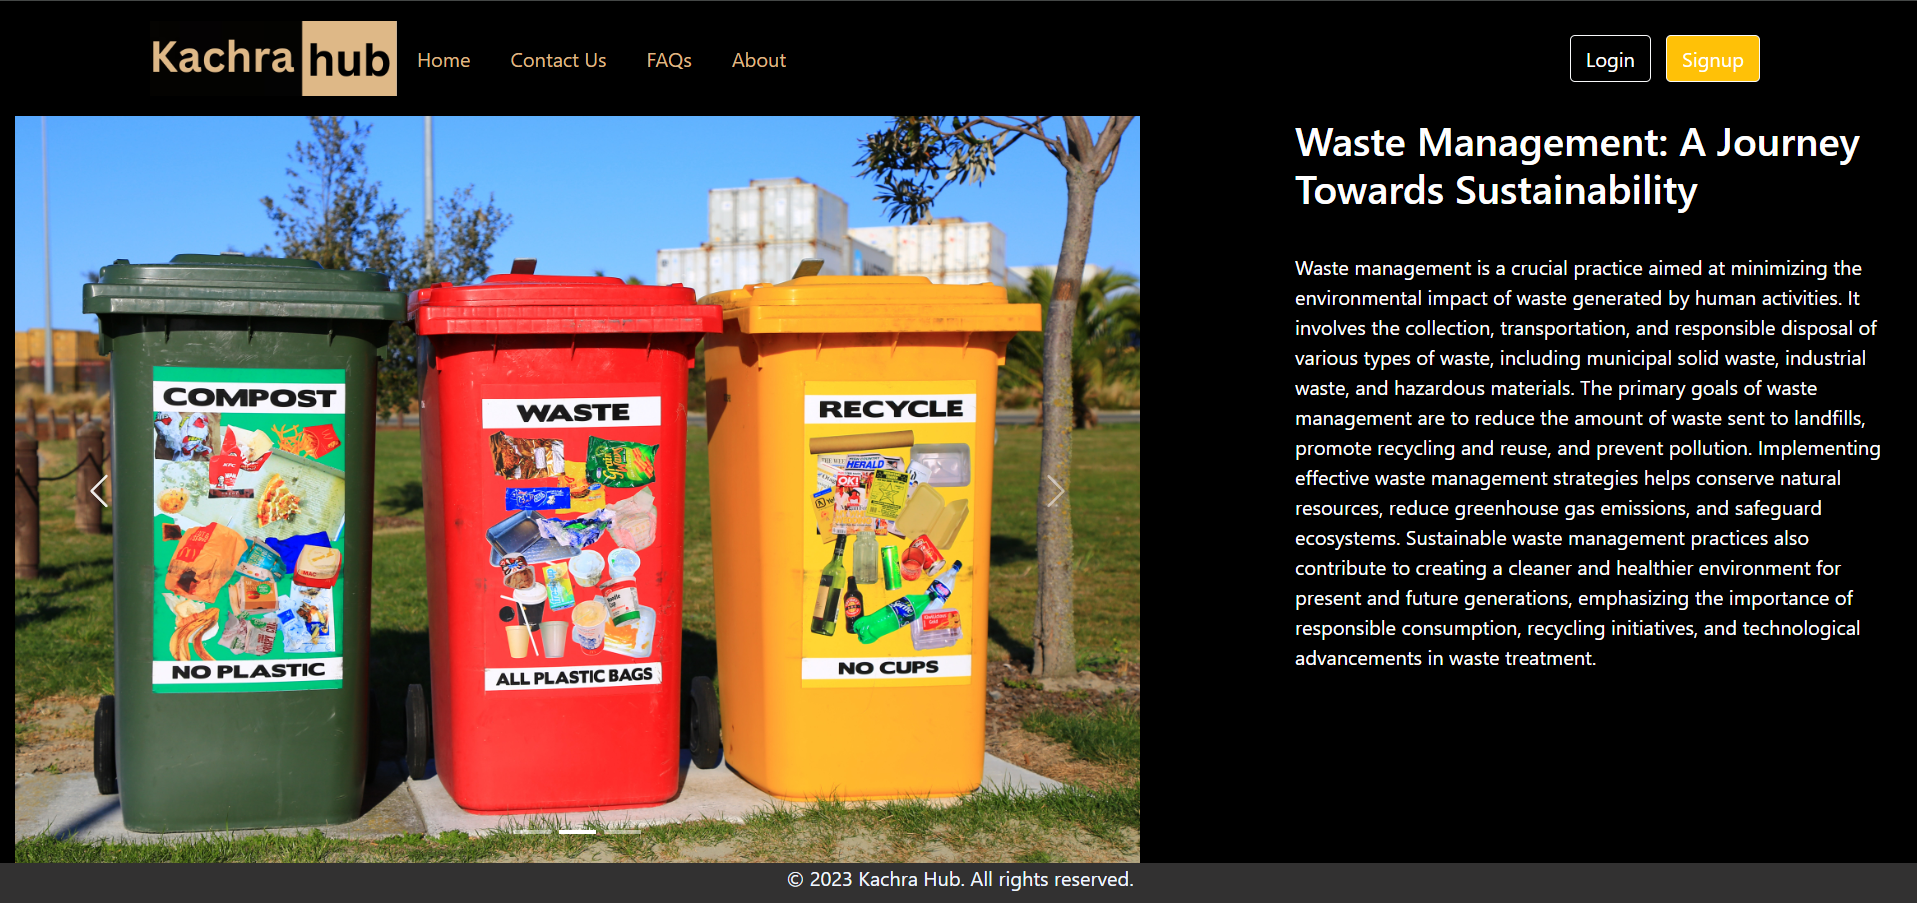 Kachra hub
Home
Contact Us
FAQs
About
Login
Signup
COMPOST
KFC
NO PLASTIC
WASTE
ALL PLASTIC BAGS
RECYCLE
HERALD
OK!
NO CUPS
Waste Management: A Journey
Towards Sustainability
Waste management is a crucial practice aimed at minimizing the
environmental impact of waste generated by human activities. It
involves the collection, transportation, and responsible disposal of
various types of waste, including municipal solid waste, industrial
waste, and hazardous materials. The primary goals of waste
management are to reduce the amount of waste sent to landfills,
promote recycling and reuse, and prevent pollution. Implementing
effective waste management strategies helps conserve natural
resources, reduce greenhouse gas emissions, and safeguard
ecosystems. Sustainable waste management practices also
contribute to creating a cleaner and healthier environment for
present and future generations, emphasizing the importance of
responsible consumption, recycling initiatives, and technological
advancements in waste treatment.
© 2023 Kachra Hub. All rights reserved.